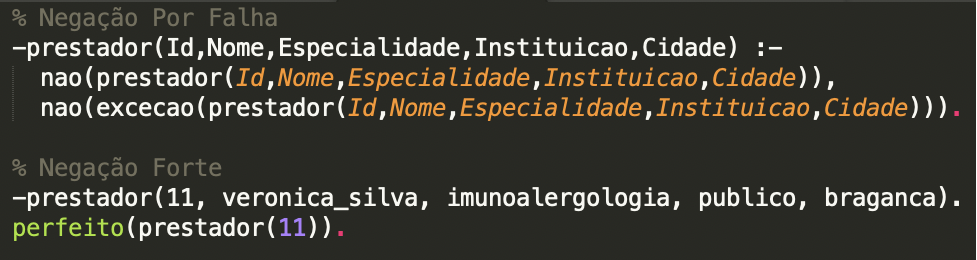 % Negação Por Falha
-prestador(Id,Nome,Especialidade,Instituicao,Cidade) :-
nao(prestador(Id,Nome,Especialidade,Instituicao,Cidade)),
nao(excecao(prestador(Id,Nome,Especialidade,Instituicao,Cidade))).
% Negação Forte
-prestador(11, veronica_silva, imunoalergologia, publico, braganca).
perfeito(prestador(11)).